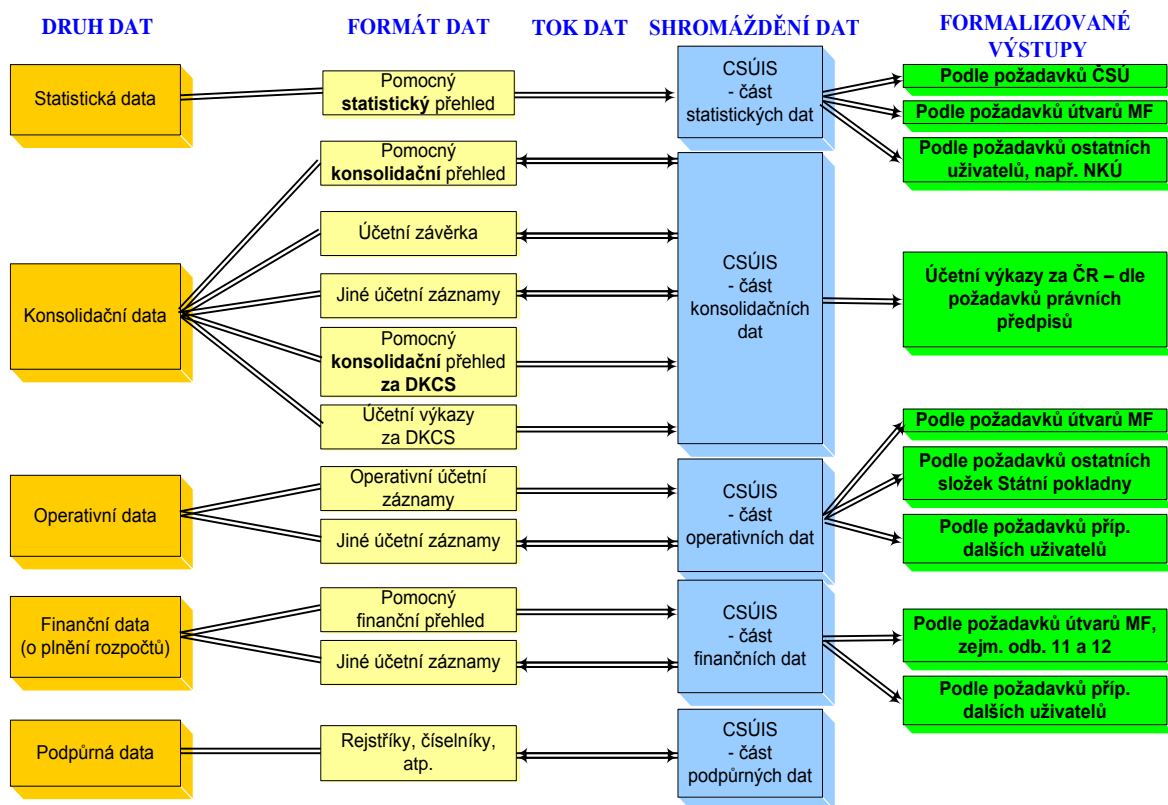 DRUH DAT
FORMÁT DAT
TOK DAT
SHROMÁŽDĚNÍ DAT
FORMALIZOVANÉ
VÝSTUPY
Statistická data
Pomocný
statistický přehled
CSÚIS
- část
statistických dat
Podle požadavků ČSÚ
Podle požadavků útvarů MF
Podle požadavků ostatních
uživatelů, např. NKÚ
Konsolidační data
Pomocný
konsolidační přehled
Účetní závěrka
Jiné účetní záznamy
Pomocný
konsolidační přehled
za DKCS
Účetní výkazy
za DKCS
CSÚIS
- část
konsolidačních
dat
Účetní výkazy za ČR – dle
požadavků právních
předpisů
Operativní data
Operativní účetní
záznamy
Jiné účetní záznamy
CSÚIS
- část
operativních dat
Podle požadavků útvarů MF
Podle požadavků ostatních
složek Státní pokladny
Podle požadavků příp.
dalších uživatelů
Finanční data
(o plnění rozpočtů)
Pomocný
finanční přehled
Jiné účetní záznamy
CSÚIS
- část
finančních dat
Podle požadavků útvarů MF,
zejm. odb. 11 a 12
Podle požadavků příp.
dalších uživatelů
Podpůrná data
Rejstříky, číselníky,
atp.
CSÚIS
- část
podpůrných dat